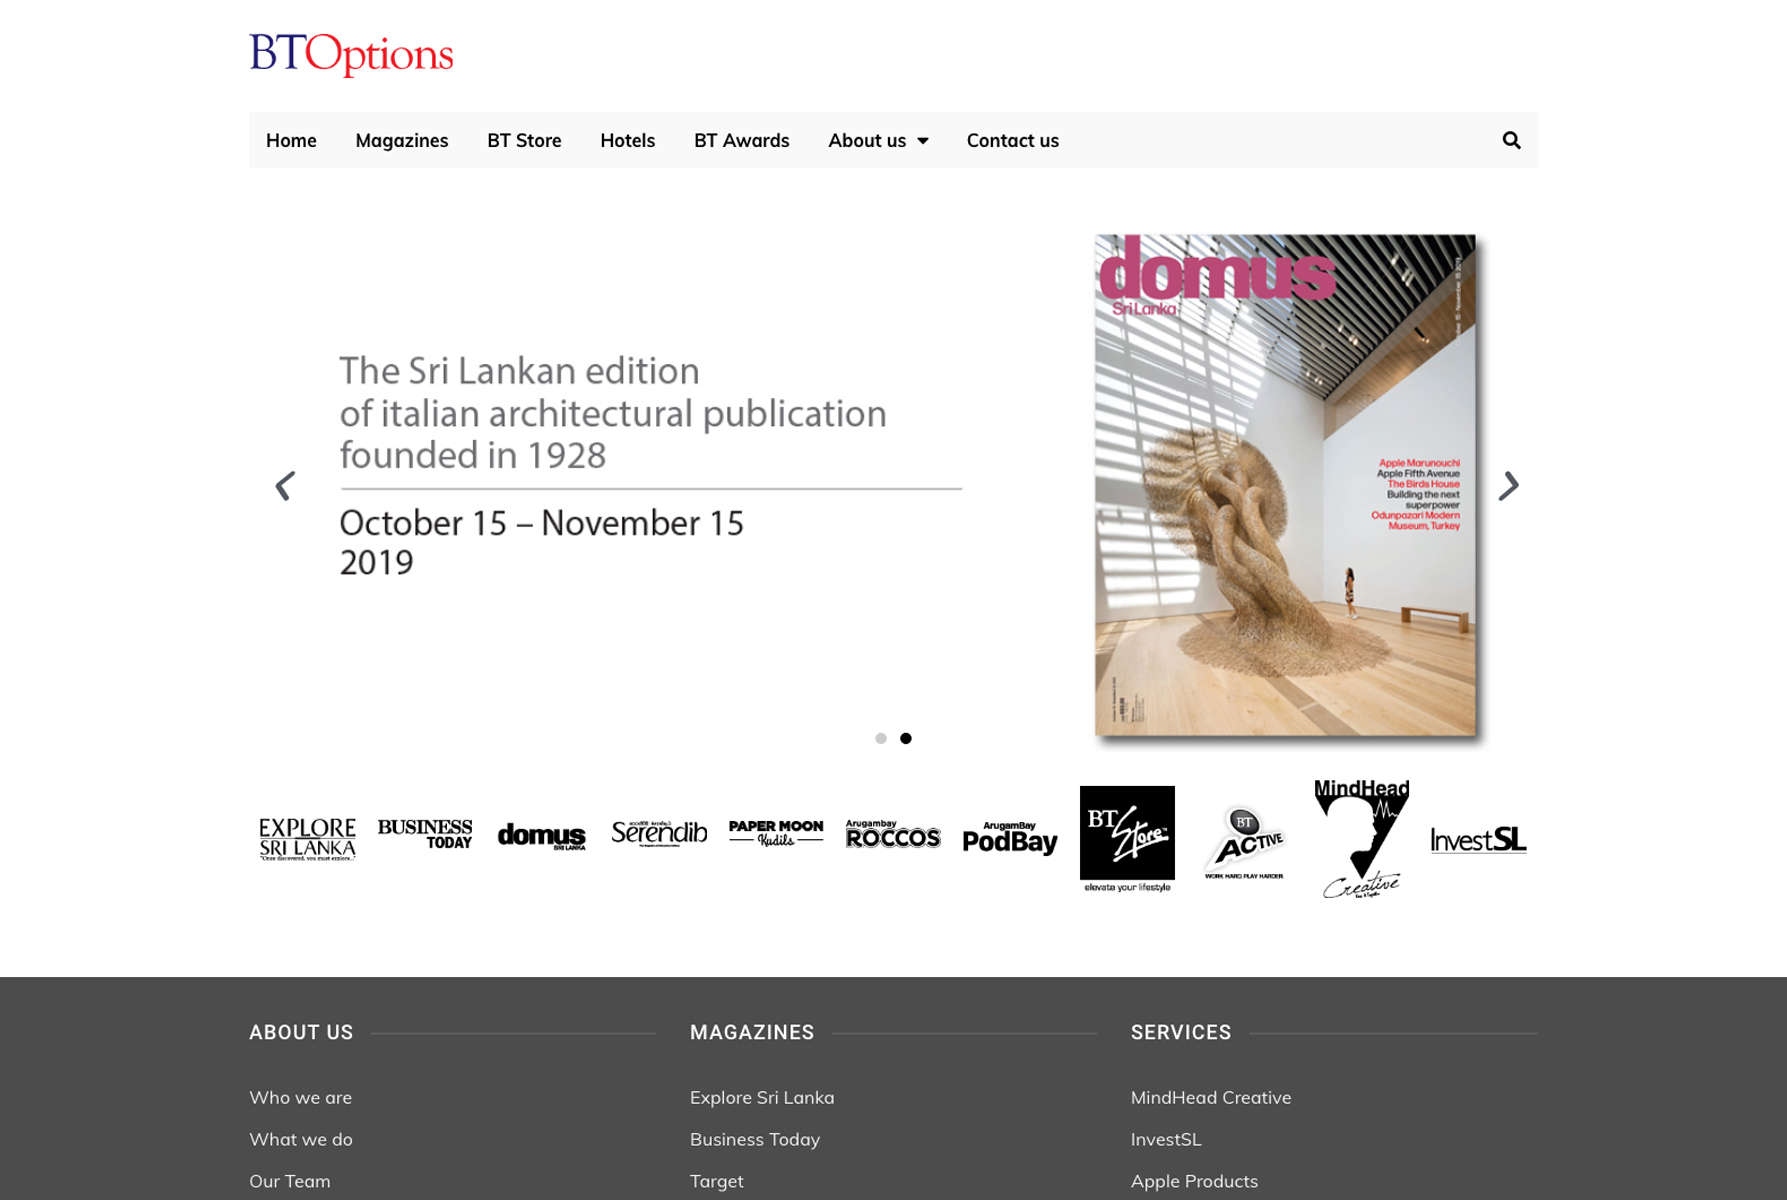 BTOptions
Home Magazines BT Store Hotels BT Awards About us Contact us
domus
Sri Lanka
The Sri Lankan edition
of italian architectural publication
founded in 1928
October 15 – November 15
2019
Apple Marunouchi
Apple Fifth Avenue
The Birds House
Building the next
superpower
Odunpazari Modern
Museum, Turkey
EXPLORE
SRI LANKA
"Once discovered, you must explore..."
BUSINESS
TODAY
domus
SRI LANKA
Serendib
PAPER MOON
Kudils
Arugambay
ROCCOS
ArugamBay
PodBay
BT Store
elevate your lifestyle
BT
ACTIVE
WORK HARD PLAY HARDER
MindHead
Creative
InvestSL
ABOUT US
Who we are
What we do
Our Team
MAGAZINES
Explore Sri Lanka
Business Today
Target
SERVICES
MindHead Creative
InvestSL
Apple Products